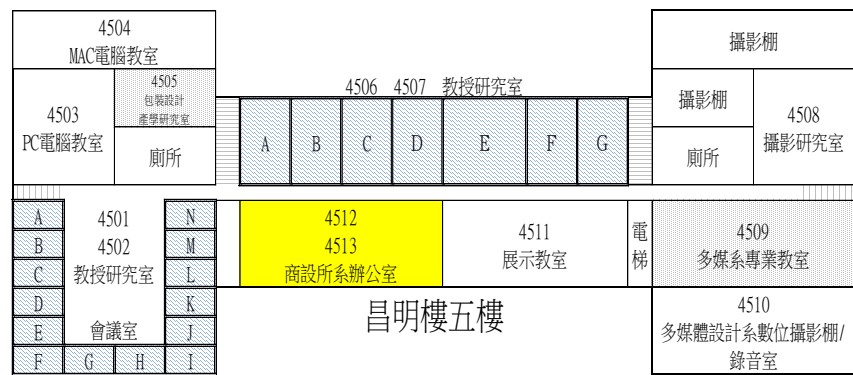 4504
MAC電腦教室
4503
PC電腦教室
4505
包裝設計
產學研究室
廁所
4506 4507 教授研究室
A B C D E F G
攝影棚
攝影棚
廁所
4508
攝影研究室
A
B
C
D
E
F
G
H
I
J
K
L
M
N
4501
4502
教授研究室
會議室
4512
4513
商設所系辦公室
4511
展示教室
電
梯
4509
多媒系專業教室
4510
多媒體設計系數位攝影棚/
錄音室
昌明樓五樓